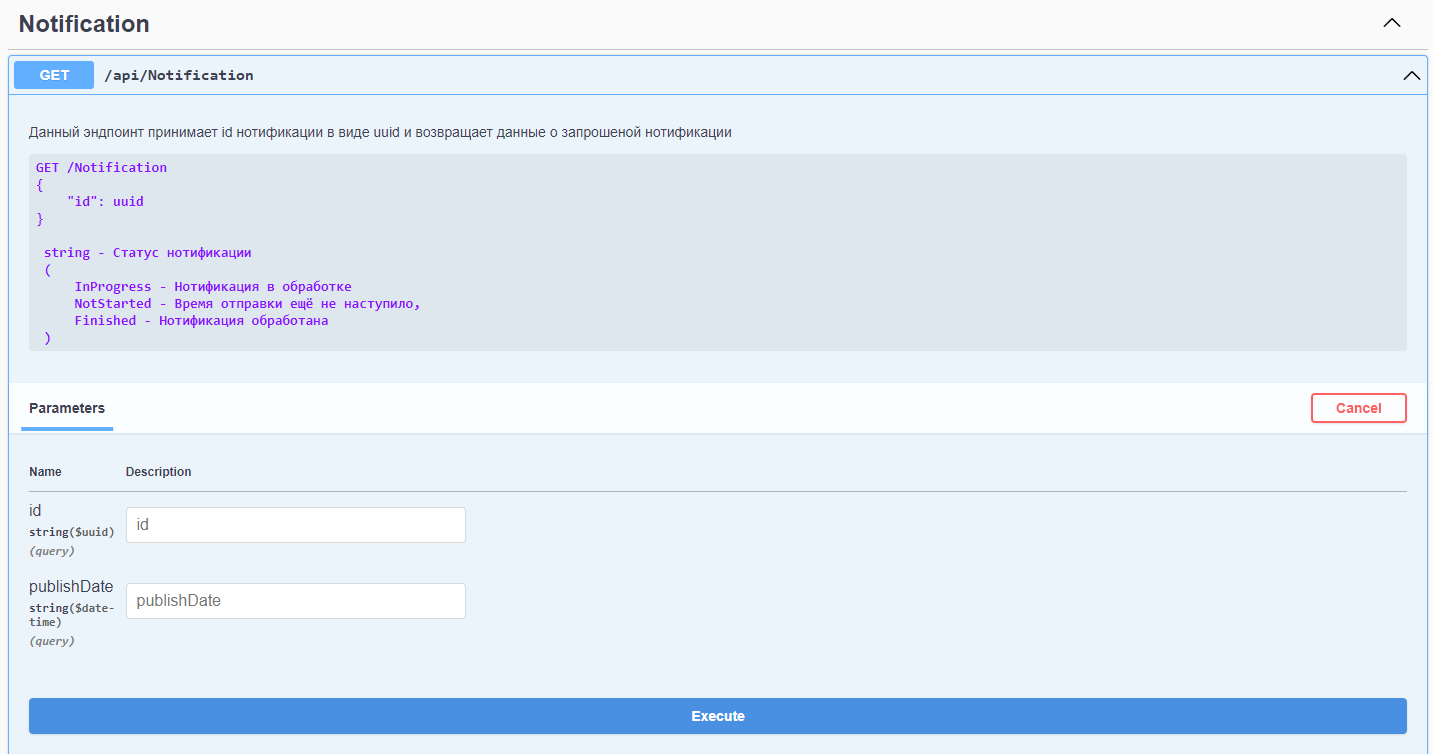 Notification
GET /api/Notification
Данный эндпоинт принимает id нотификации в виде uuid и возвращает данные о запрошеной нотификации
GET /Notification
{
"id": uuid
}
string - Статус нотификации
(
InProgress - Нотификация в обработке
NotStarted - Время отправки ещё не наступило,
Finished - Нотификация обработана
)
Parameters Cancel
Name Description
id
string($uuid)
(query)
id
publishDate
string($date-
time)
(query)
publishDate
Execute